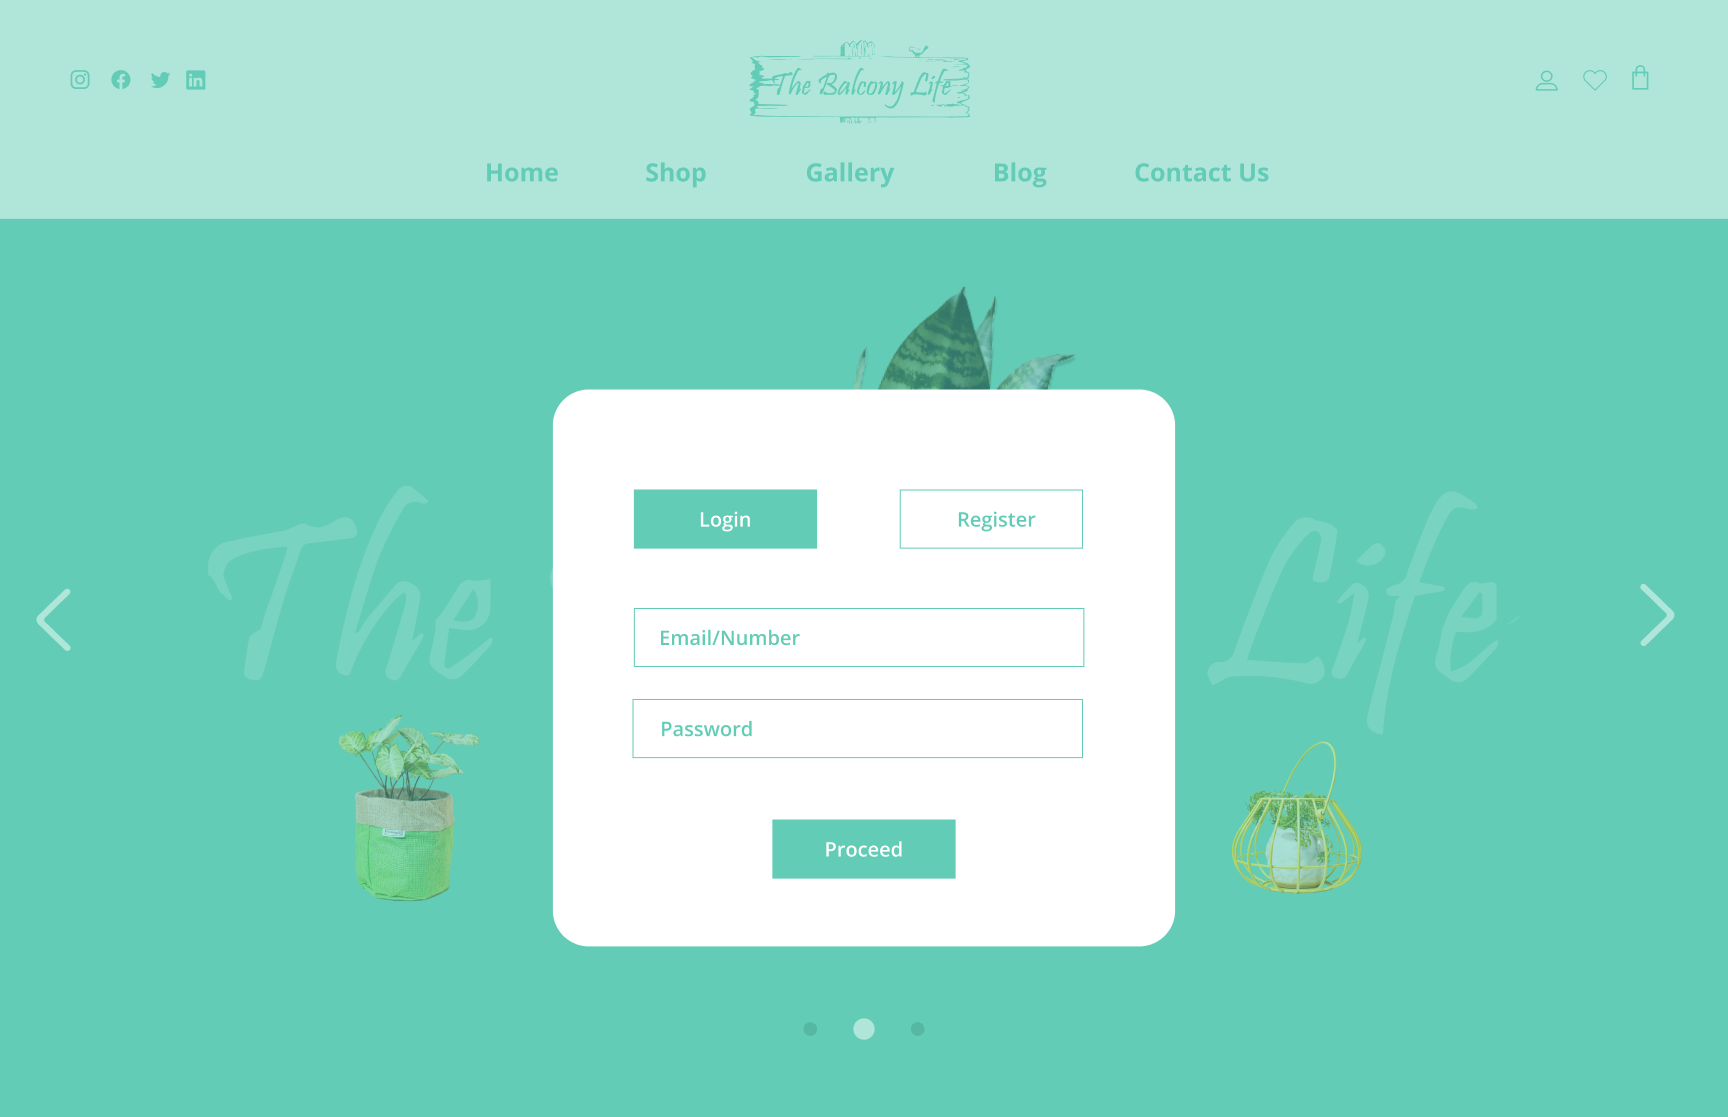 The Balcony Life
Home Shop Gallery Blog Contact Us
The Life
Login Register
Email/Number
Password
Proceed